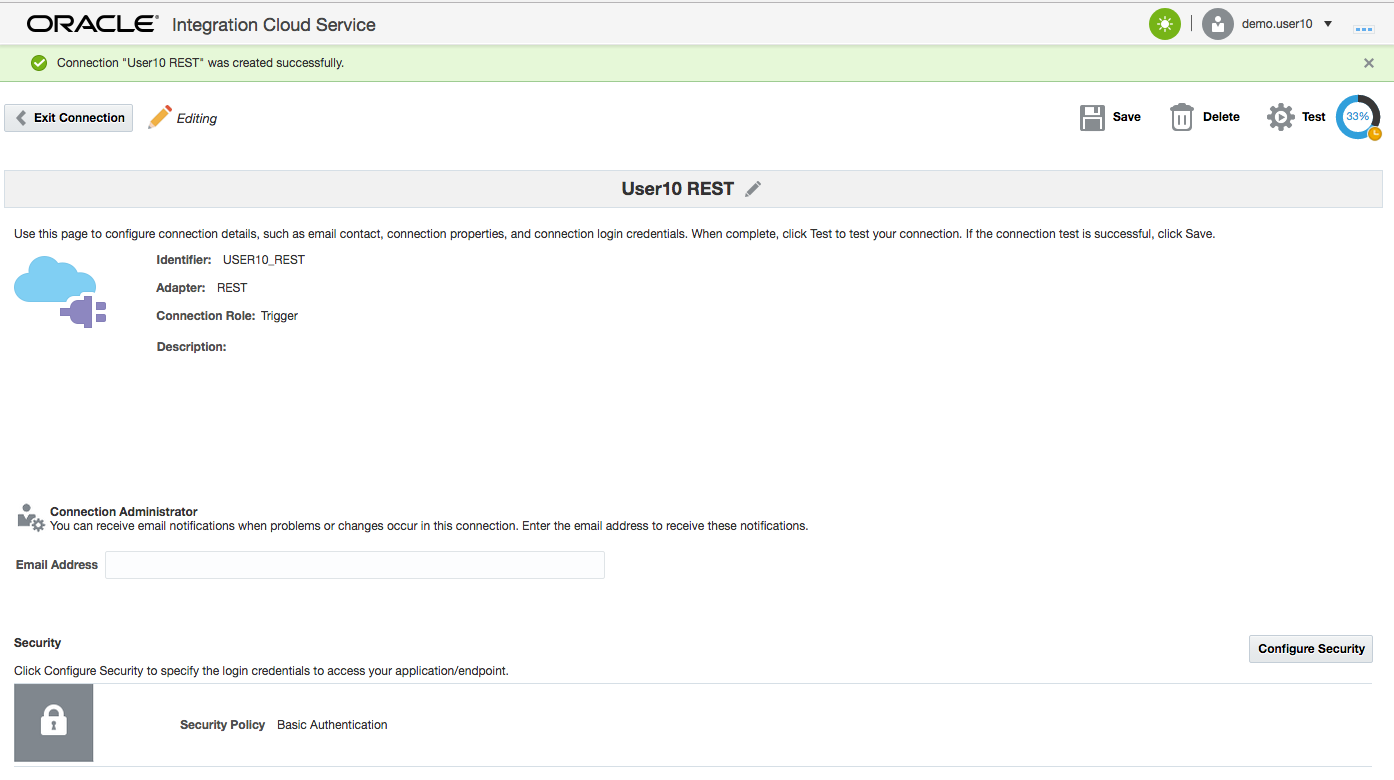 ORACLE Integration Cloud Service
demo.user10
Connection "User10 REST" was created successfully.
Exit Connection
Editing
Save
Delete
Test
33%
User10 REST
Use this page to configure connection details, such as email contact, connection properties, and connection login credentials. When complete, click Test to test your connection. If the connection test is successful, click Save.
Identifier: USER10_REST
Adapter: REST
Connection Role: Trigger
Description:
Connection Administrator
You can receive email notifications when problems or changes occur in this connection. Enter the email address to receive these notifications.
Email Address
Security
Configure Security
Click Configure Security to specify the login credentials to access your application/endpoint.
Security Policy Basic Authentication